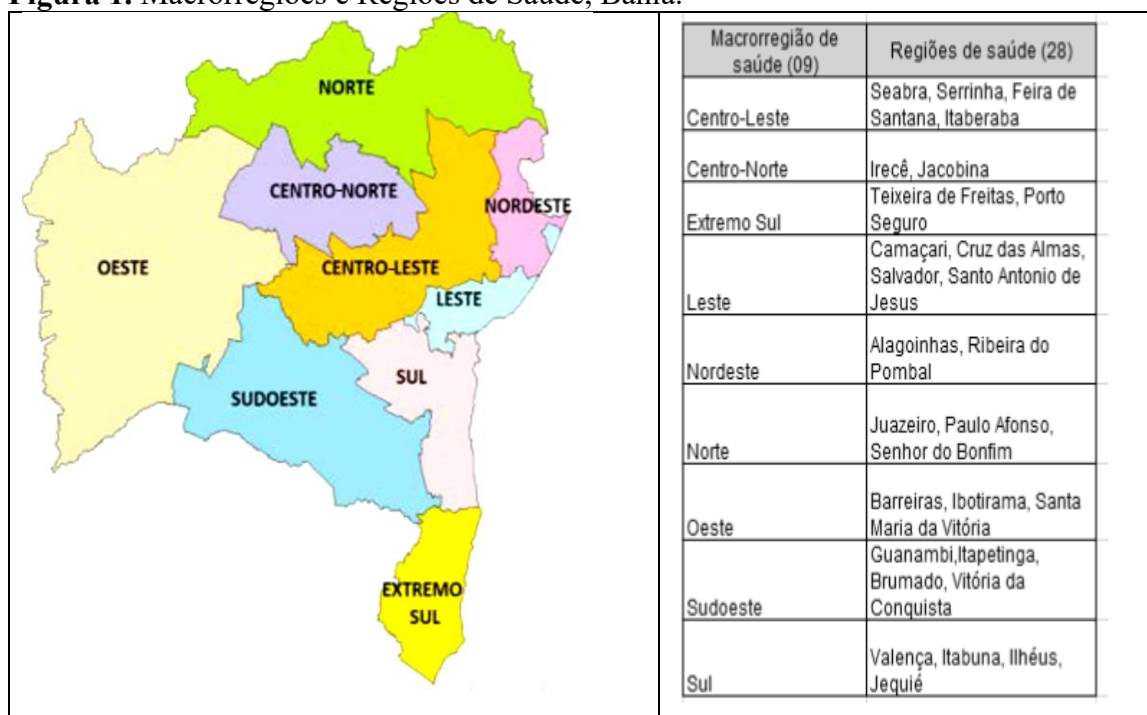 Figura 1. Macrorregiões e Regiões de Saúde, Bahia.
NORTE
CENTRO-NORTE
NORDESTE
OESTE
CENTRO-LESTE
LESTE
SUL
SUDOESTE
EXTREMO
SUL
Macrorregião de
saúde (09)
Regiões de saúde (28)
Centro-Leste
Seabra, Serrinha, Feira de
Santana, Itaberaba
Centro-Norte
Irecê, Jacobina
Extremo Sul
Teixeira de Freitas, Porto
Seguro
Leste
Camaçari, Cruz das Almas,
Salvador, Santo Antonio de
Jesus
Nordeste
Alagoinhas, Ribeira do
Pombal
Norte
Juazeiro, Paulo Afonso,
Senhor do Bonfim
Oeste
Barreiras, Ibotirama, Santa
Maria da Vitória
Sudoeste
Guanambi,Itapetinga,
Brumado, Vitória da
Conquista
Sul
Valença, Itabuna, Ilhéus,
Jequié